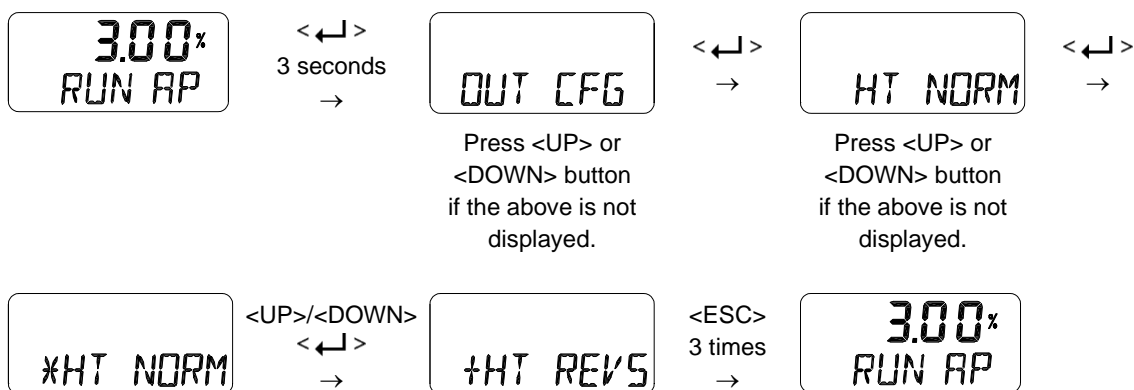 3.00%
RUN AP
<↵>
3 seconds
→
OUT CFG
Press <UP> or
<DOWN> button
if the above is not
displayed.
<↵>
→
HT NORM
Press <UP> or
<DOWN> button
if the above is not
displayed.
<↵>
→
*HT NORM
<UP>/<DOWN>
<↵>
→
+HT REVS
<ESC>
3 times
→
3.00%
RUN AP